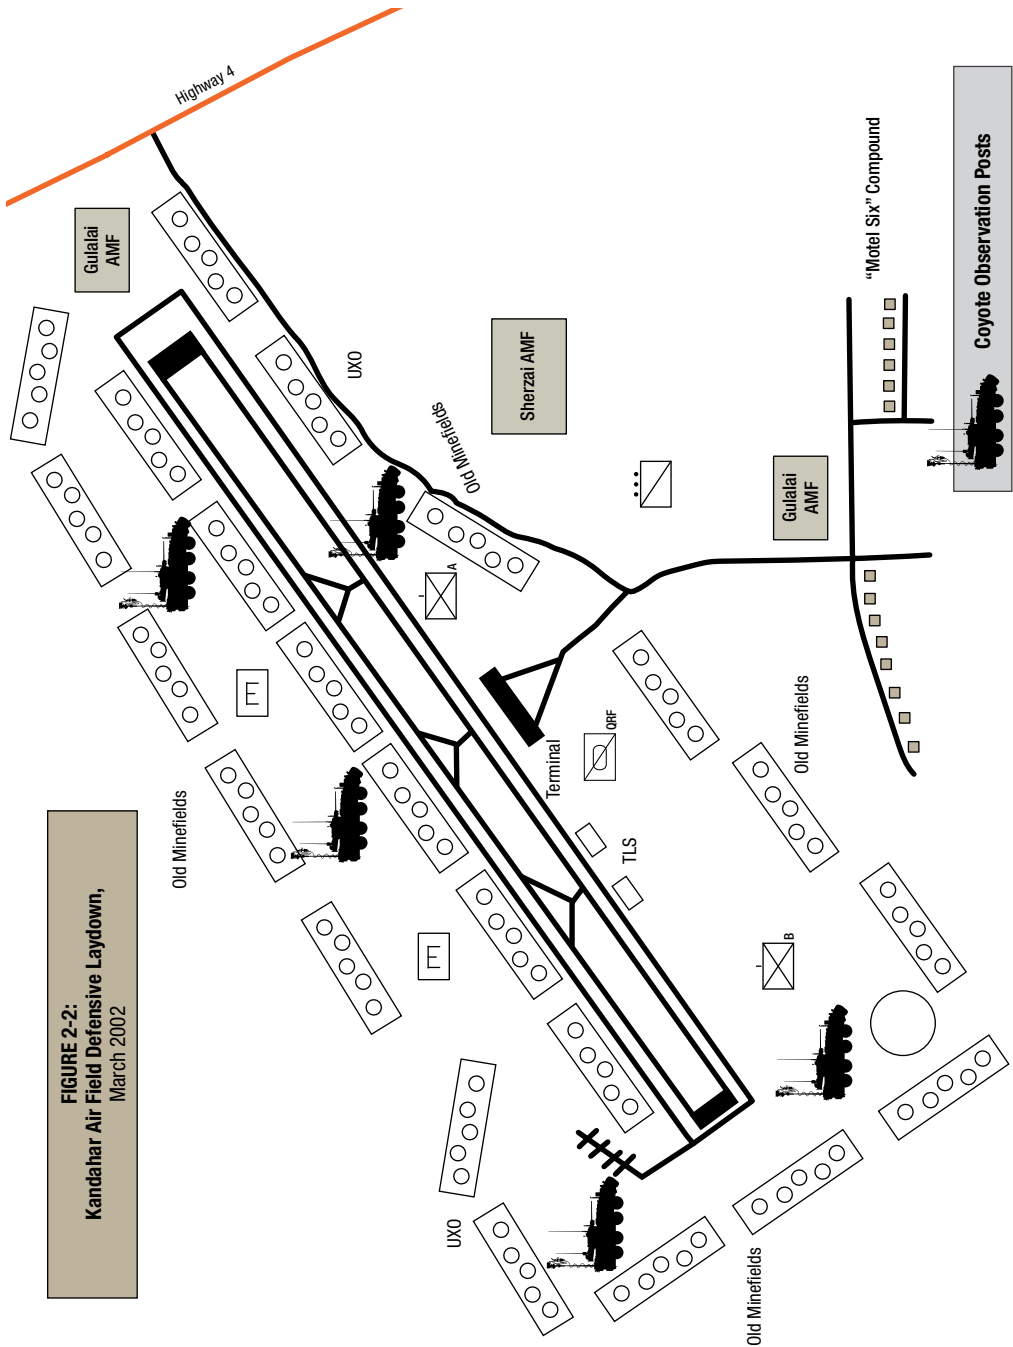 FIGURE 2-2:
Kandahar Air Field Defensive Laydown,
March 2002
Highway 4
Gulalai
AMF
UXO
Old Minefields
Sherzai AMF
"Motel Six" Compound
Coyote Observation Posts
Gulalai
AMF
I
A
E
Old Minefields
Terminal
QRF
Old Minefields
TLS
E
I
B
UXO
Old Minefields